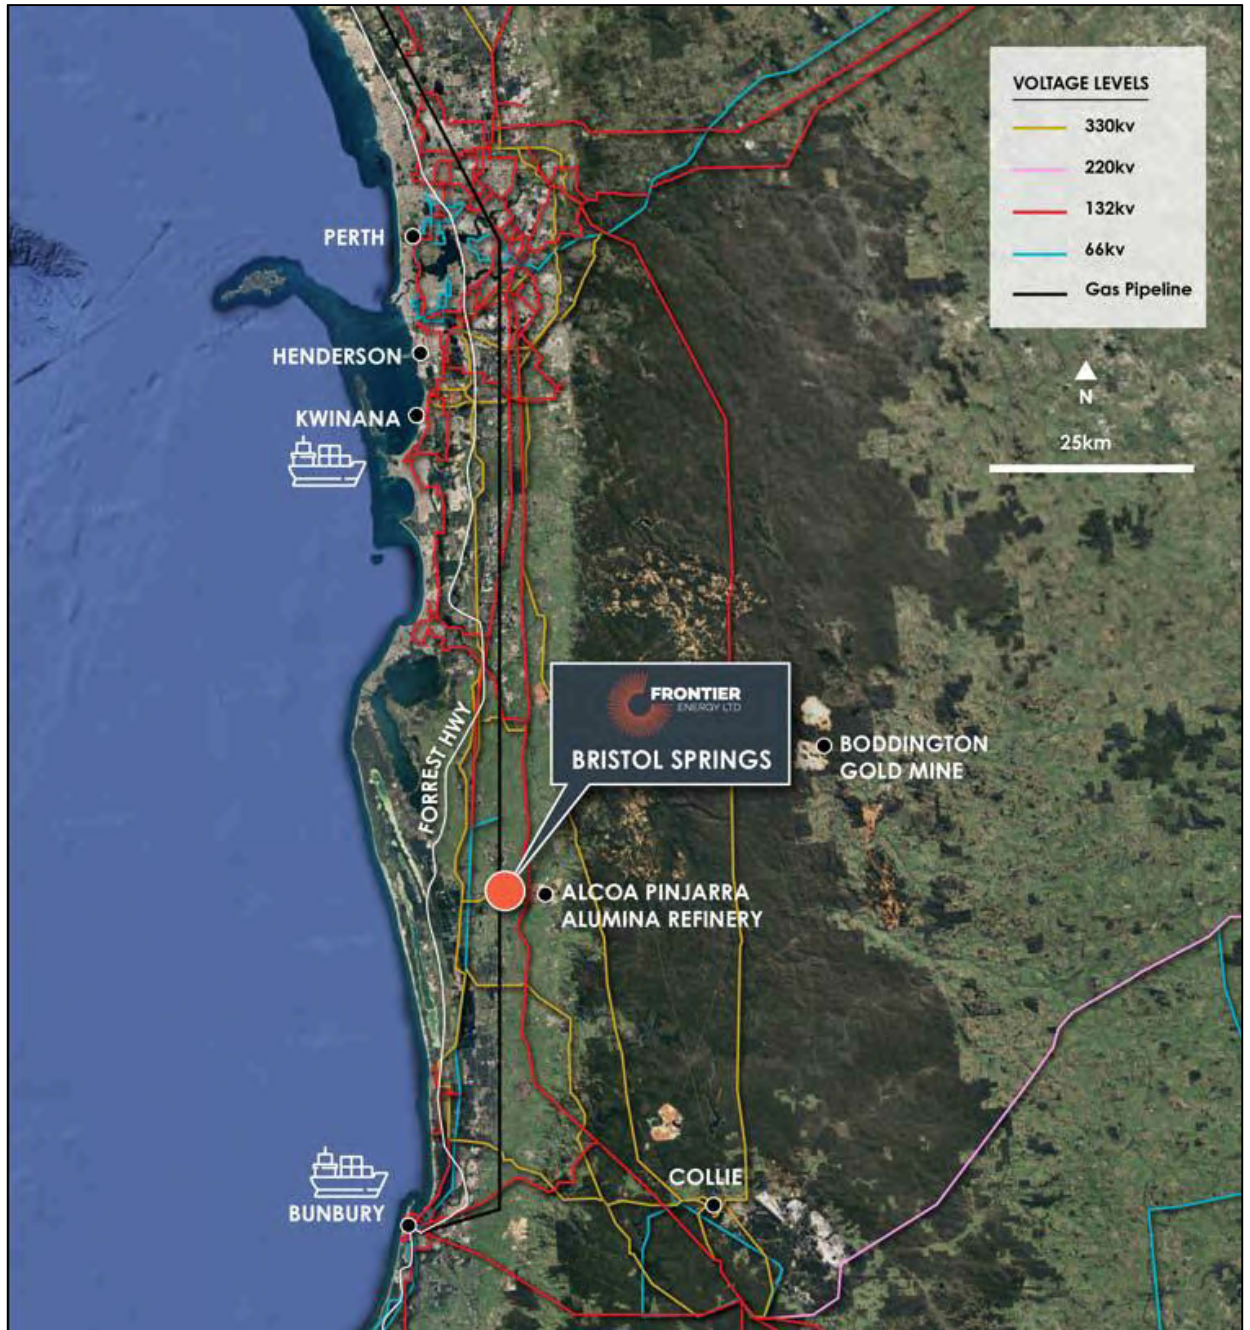 VOLTAGE LEVELS
330kv
220kv
132kv
66kv
Gas Pipeline
N
25km
PERTH
HENDERSON
KWINANA
FORREST HWY
FRONTIER
ENERGY LTD
BRISTOL SPRINGS
BODDINGTON
GOLD MINE
ALCOA PINJARRA
ALUMINA REFINERY
COLLIE
BUNBURY